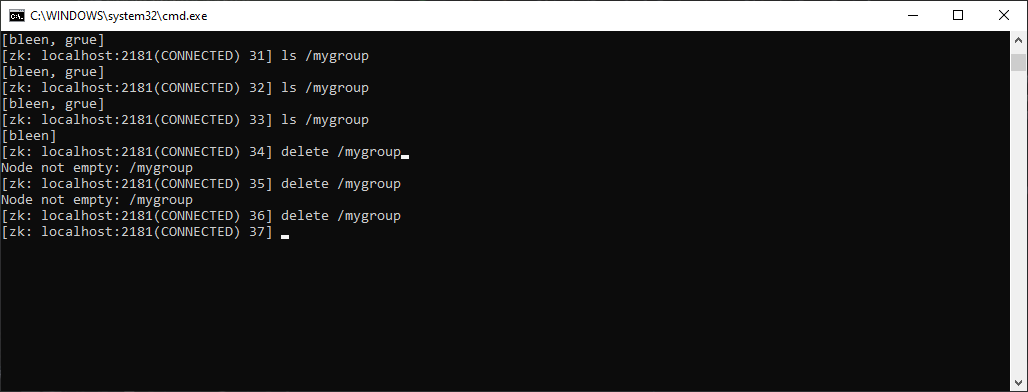 C:\WINDOWS\system32\cmd.exe
[bleen, grue]
[zk: localhost:2181(CONNECTED) 31] ls /mygroup
[bleen, grue]
[zk: localhost:2181(CONNECTED) 32] ls /mygroup
[bleen, grue]
[zk: localhost:2181(CONNECTED) 33] ls /mygroup
[bleen]
[zk: localhost:2181(CONNECTED) 34] delete /mygroup
Node not empty: /mygroup
[zk: localhost:2181(CONNECTED) 35] delete /mygroup
Node not empty: /mygroup
[zk: localhost:2181(CONNECTED) 36] delete /mygroup
[zk: localhost:2181(CONNECTED) 37]